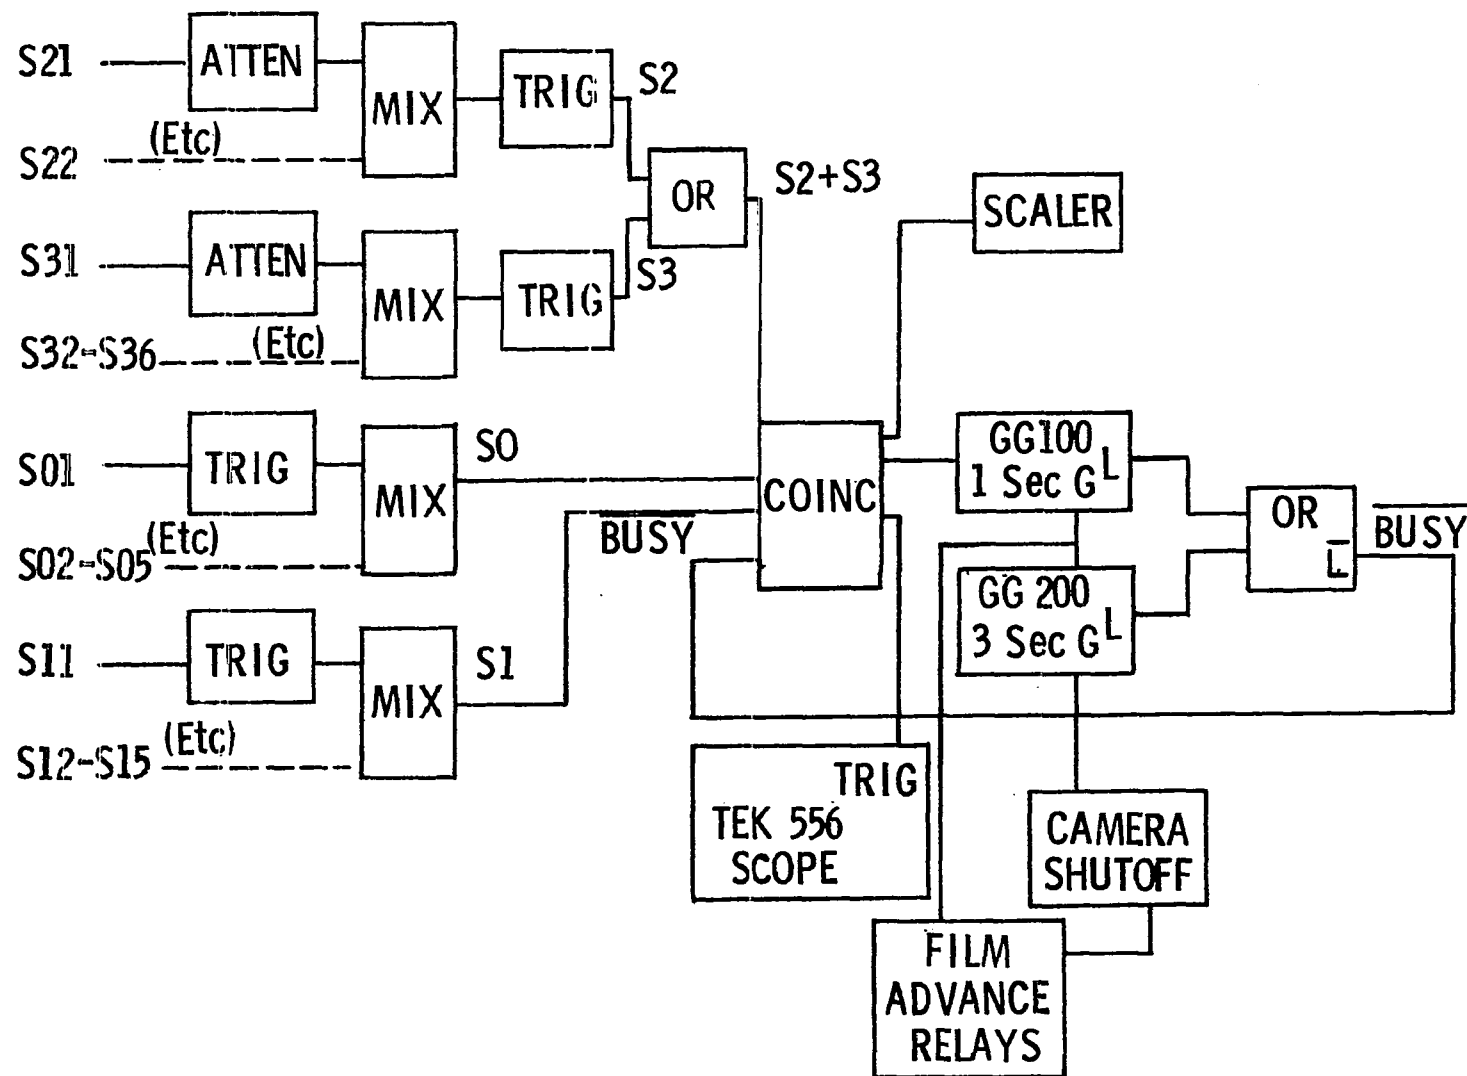 S21
ATTEN
MIX
TRIG
S2
S22
(Etc)
OR
S2+S3
SCALER
S31
ATTEN
MIX
TRIG
S3
S32-S36
(Etc)
S01
TRIG
MIX
S0
S02-S05
(Etc)
COINC
BUSY
GG100
1 Sec G L
GG 200
3 Sec G L
OR
L̅
B̅U̅S̅Y̅
S11
TRIG
MIX
S1
S12-S15
(Etc)
TRIG
TEK 556
SCOPE
CAMERA
SHUTOFF
FILM
ADVANCE
RELAYS